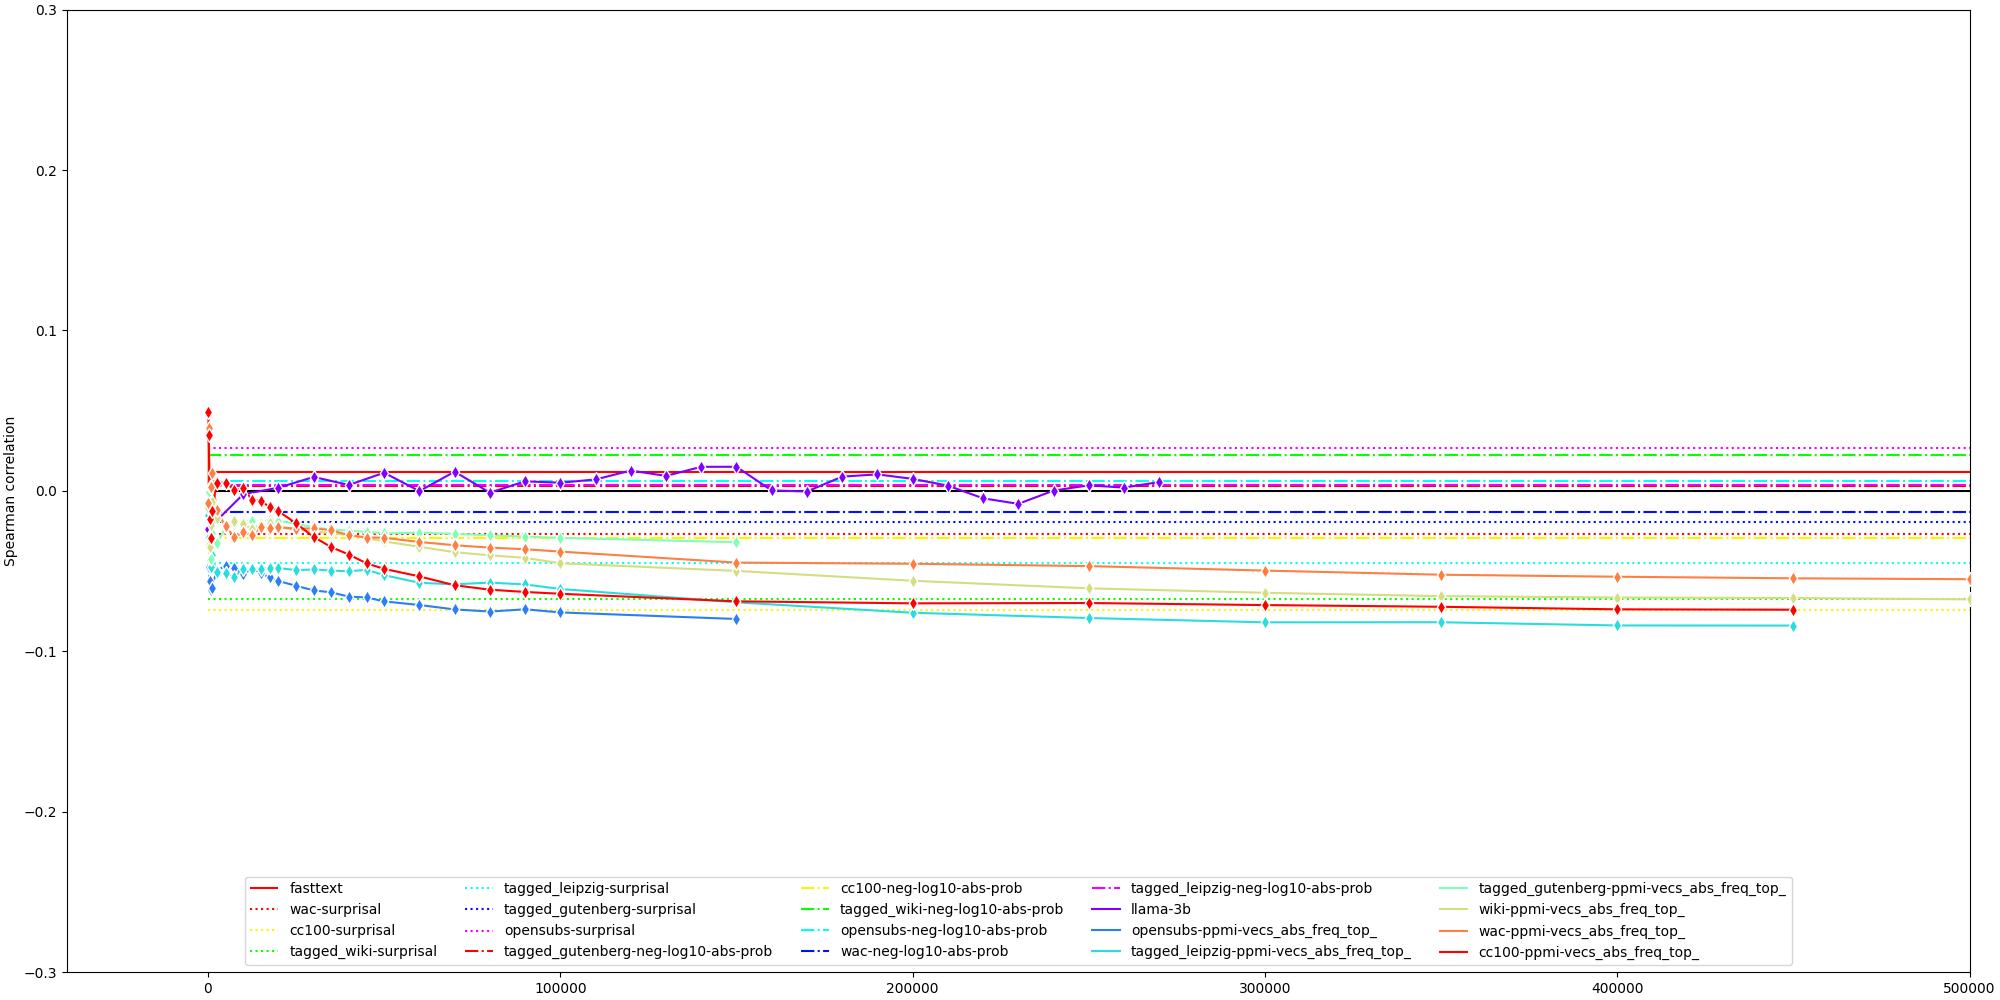 0.3
0.2
0.1
0.0
−0.1
−0.2
−0.3
Spearman correlation
fasttext
wac-surprisal
cc100-surprisal
tagged_wiki-surprisal
tagged_leipzig-surprisal
tagged_gutenberg-surprisal
opensubs-surprisal
tagged_gutenberg-neg-log10-abs-prob
cc100-neg-log10-abs-prob
tagged_wiki-neg-log10-abs-prob
opensubs-neg-log10-abs-prob
wac-neg-log10-abs-prob
tagged_leipzig-neg-log10-abs-prob
llama-3b
opensubs-ppmi-vecs_abs_freq_top_
tagged_leipzig-ppmi-vecs_abs_freq_top_
tagged_gutenberg-ppmi-vecs_abs_freq_top_
wiki-ppmi-vecs_abs_freq_top_
wac-ppmi-vecs_abs_freq_top_
cc100-ppmi-vecs_abs_freq_top_
0 100000 200000 300000 400000 500000